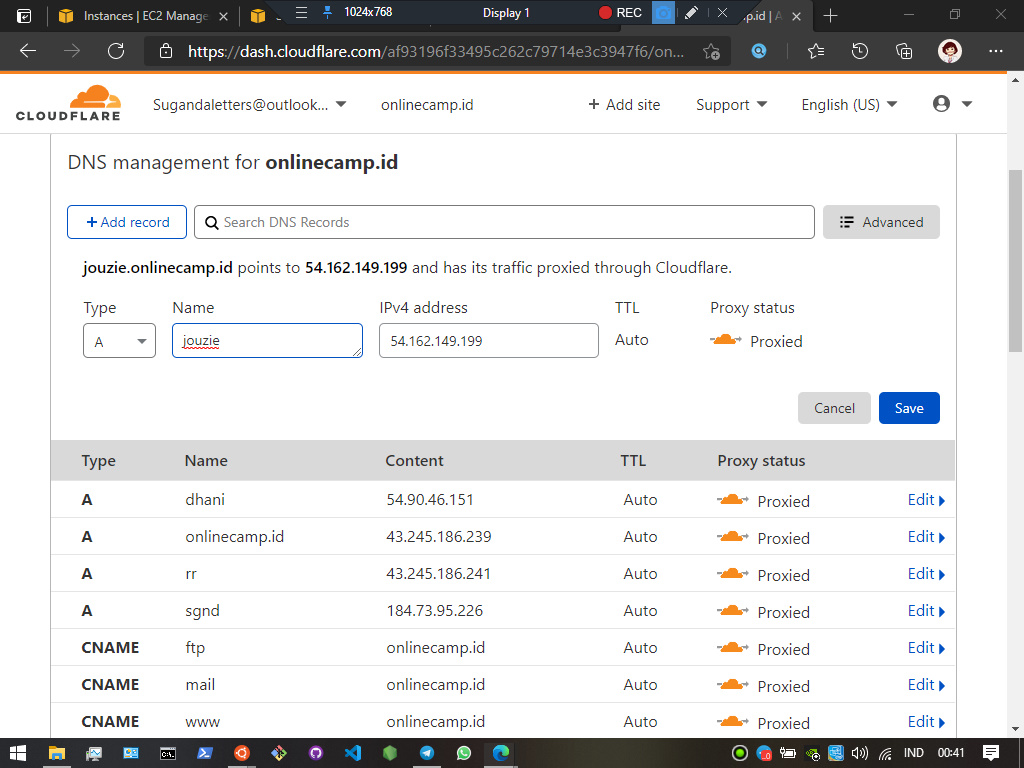 Instances | EC2 Manage
1024x768
Display 1
REC
.p.id | A
https://dash.cloudflare.com/af93196f33495c262c79714e3c3947f6/on...
CLOUDFLARE
Sugandaletters@outlook...
onlinecamp.id
+ Add site
Support
English (US)
DNS management for onlinecamp.id
+ Add record
Search DNS Records
Advanced
jouzie.onlinecamp.id points to 54.162.149.199 and has its traffic proxied through Cloudflare.
Type Name IPv4 address TTL Proxy status
A jouzie 54.162.149.199 Auto Proxied
Cancel Save
Type Name Content TTL Proxy status
A dhani 54.90.46.151 Auto Proxied Edit
A onlinecamp.id 43.245.186.239 Auto Proxied Edit
A rr 43.245.186.241 Auto Proxied Edit
A sgnd 184.73.95.226 Auto Proxied Edit
CNAME ftp onlinecamp.id Auto Proxied Edit
CNAME mail onlinecamp.id Auto Proxied Edit
CNAME www onlinecamp.id Auto Proxied Edit
IND 00:41